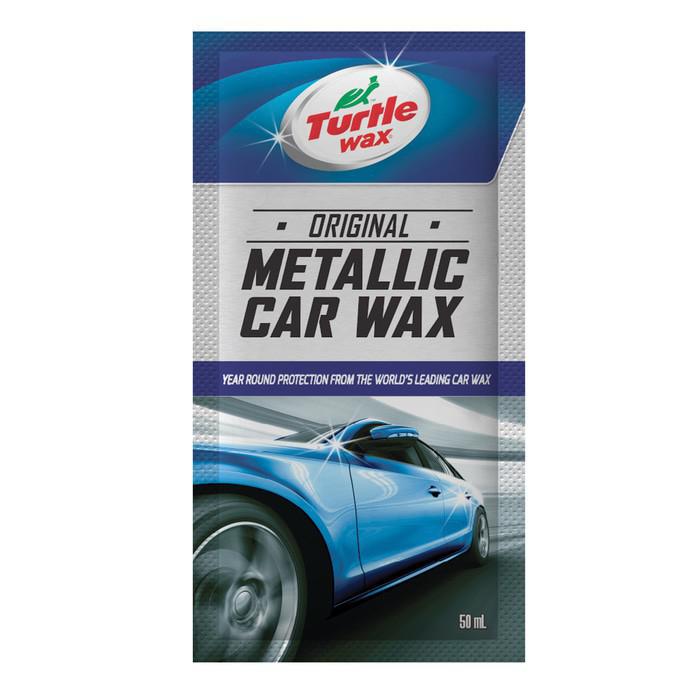 Turtle
wax®
· ORIGINAL ·
METALLIC
CAR WAX
YEAR ROUND PROTECTION FROM THE WORLD'S LEADING CAR WAX
50 mL